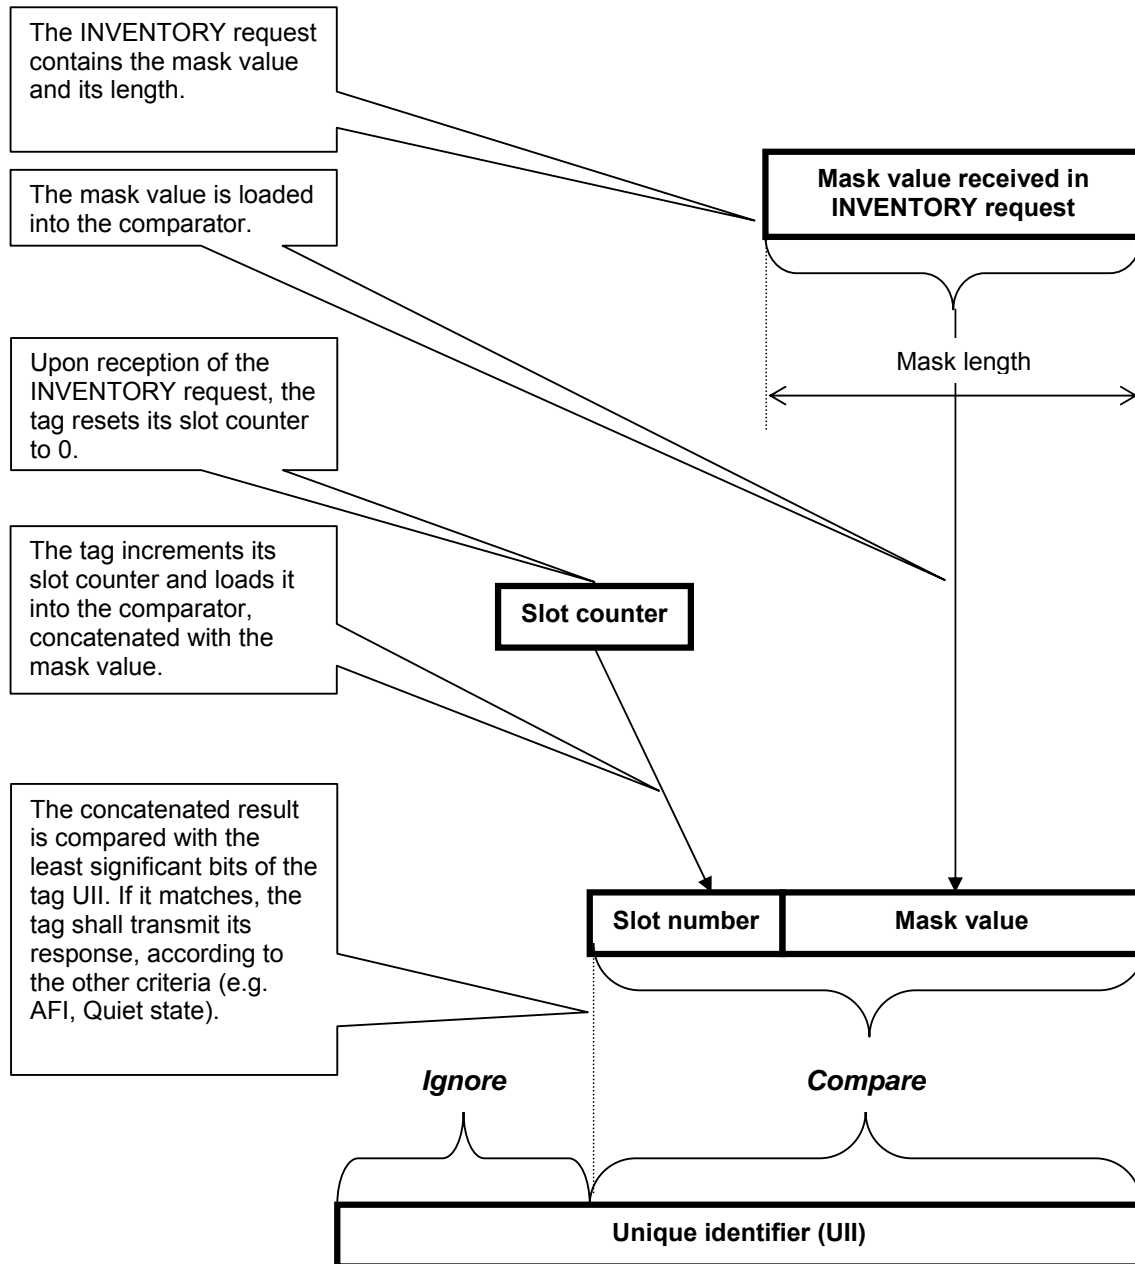 The INVENTORY request
contains the mask value
and its length.
Mask value received in
INVENTORY request
The mask value is loaded
into the comparator.
Mask length
Upon reception of the
INVENTORY request, the
tag resets its slot counter
to 0.
The tag increments its
slot counter and loads it
into the comparator,
concatenated with the
mask value.
Slot counter
The concatenated result
is compared with the
least significant bits of the
tag UII. If it matches, the
tag shall transmit its
response, according to
the other criteria (e.g.
AFI, Quiet state).
Slot number
Mask value
Ignore
Compare
Unique identifier (UII)